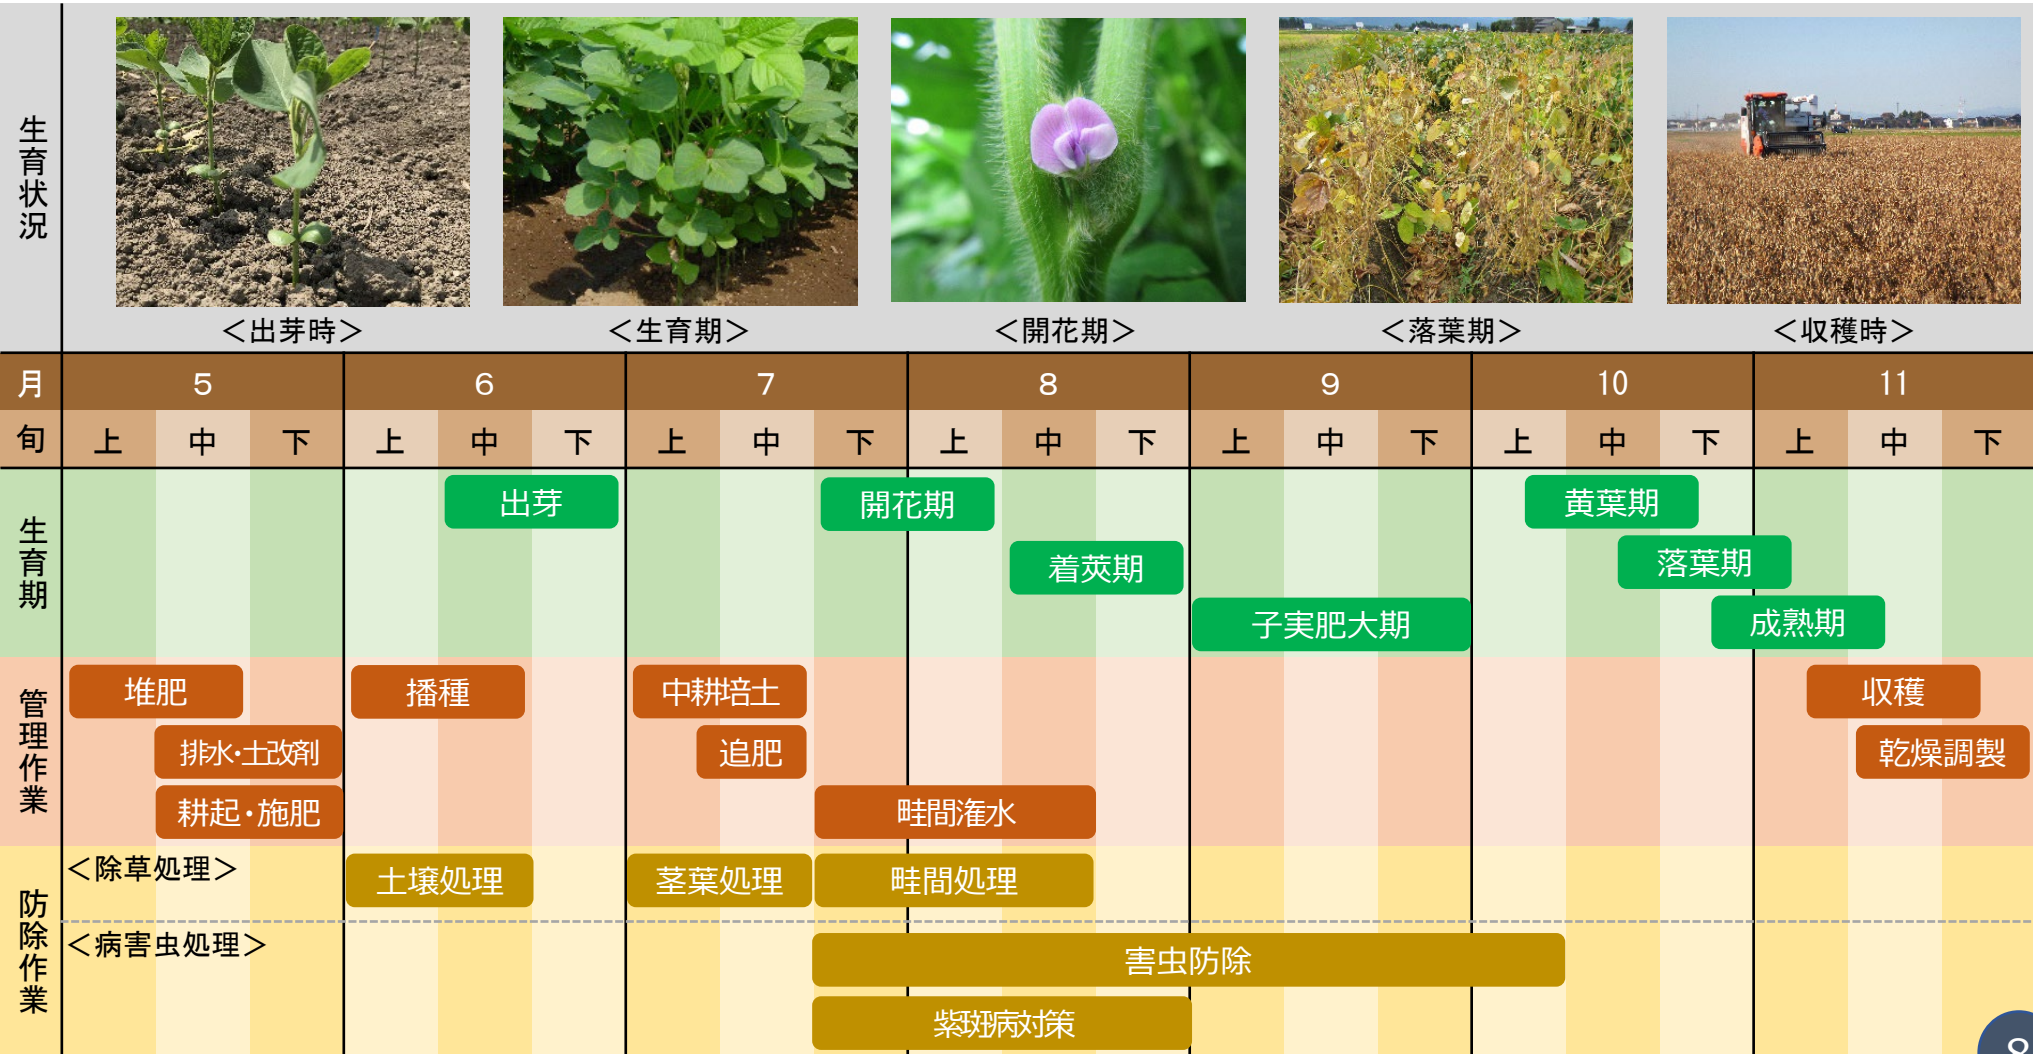 生育状況
＜出芽時＞
＜生育期＞
＜開花期＞
＜落葉期＞
＜収穫時＞
月 5 6 7 8 9 10 11
旬 上 中 下 上 中 下 上 中 下 上 中 下 上 中 下 上 中 下 上 中 下
生育期
出芽
開花期
黄葉期
着莢期
落葉期
子実肥大期
成熟期
管理作業
堆肥
播種
中耕培土
収穫
排水・土改剤
追肥
乾燥調製
耕起・施肥
畦間潅水
防除作業
＜除草処理＞
土壌処理
茎葉処理
畦間処理
＜病害虫処理＞
害虫防除
紫斑病対策
8